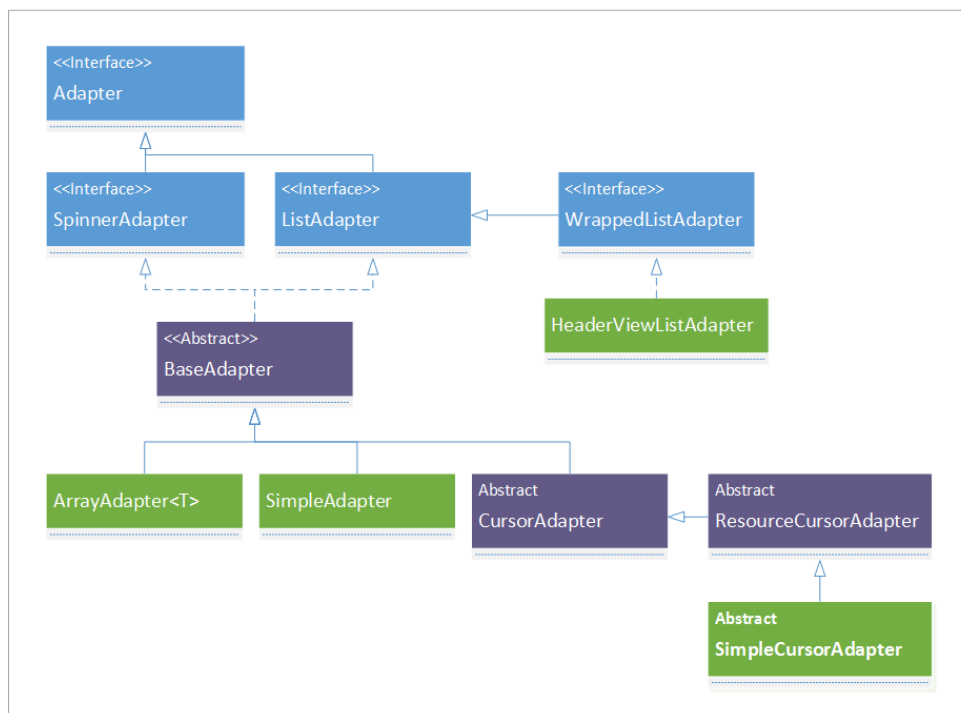 <<Interface>>
Adapter
<<Interface>>
SpinnerAdapter
<<Interface>>
ListAdapter
<<Interface>>
WrappedListAdapter
HeaderViewListAdapter
<<Abstract>>
BaseAdapter
ArrayAdapter<T>
SimpleAdapter
Abstract
CursorAdapter
Abstract
ResourceCursorAdapter
Abstract
SimpleCursorAdapter